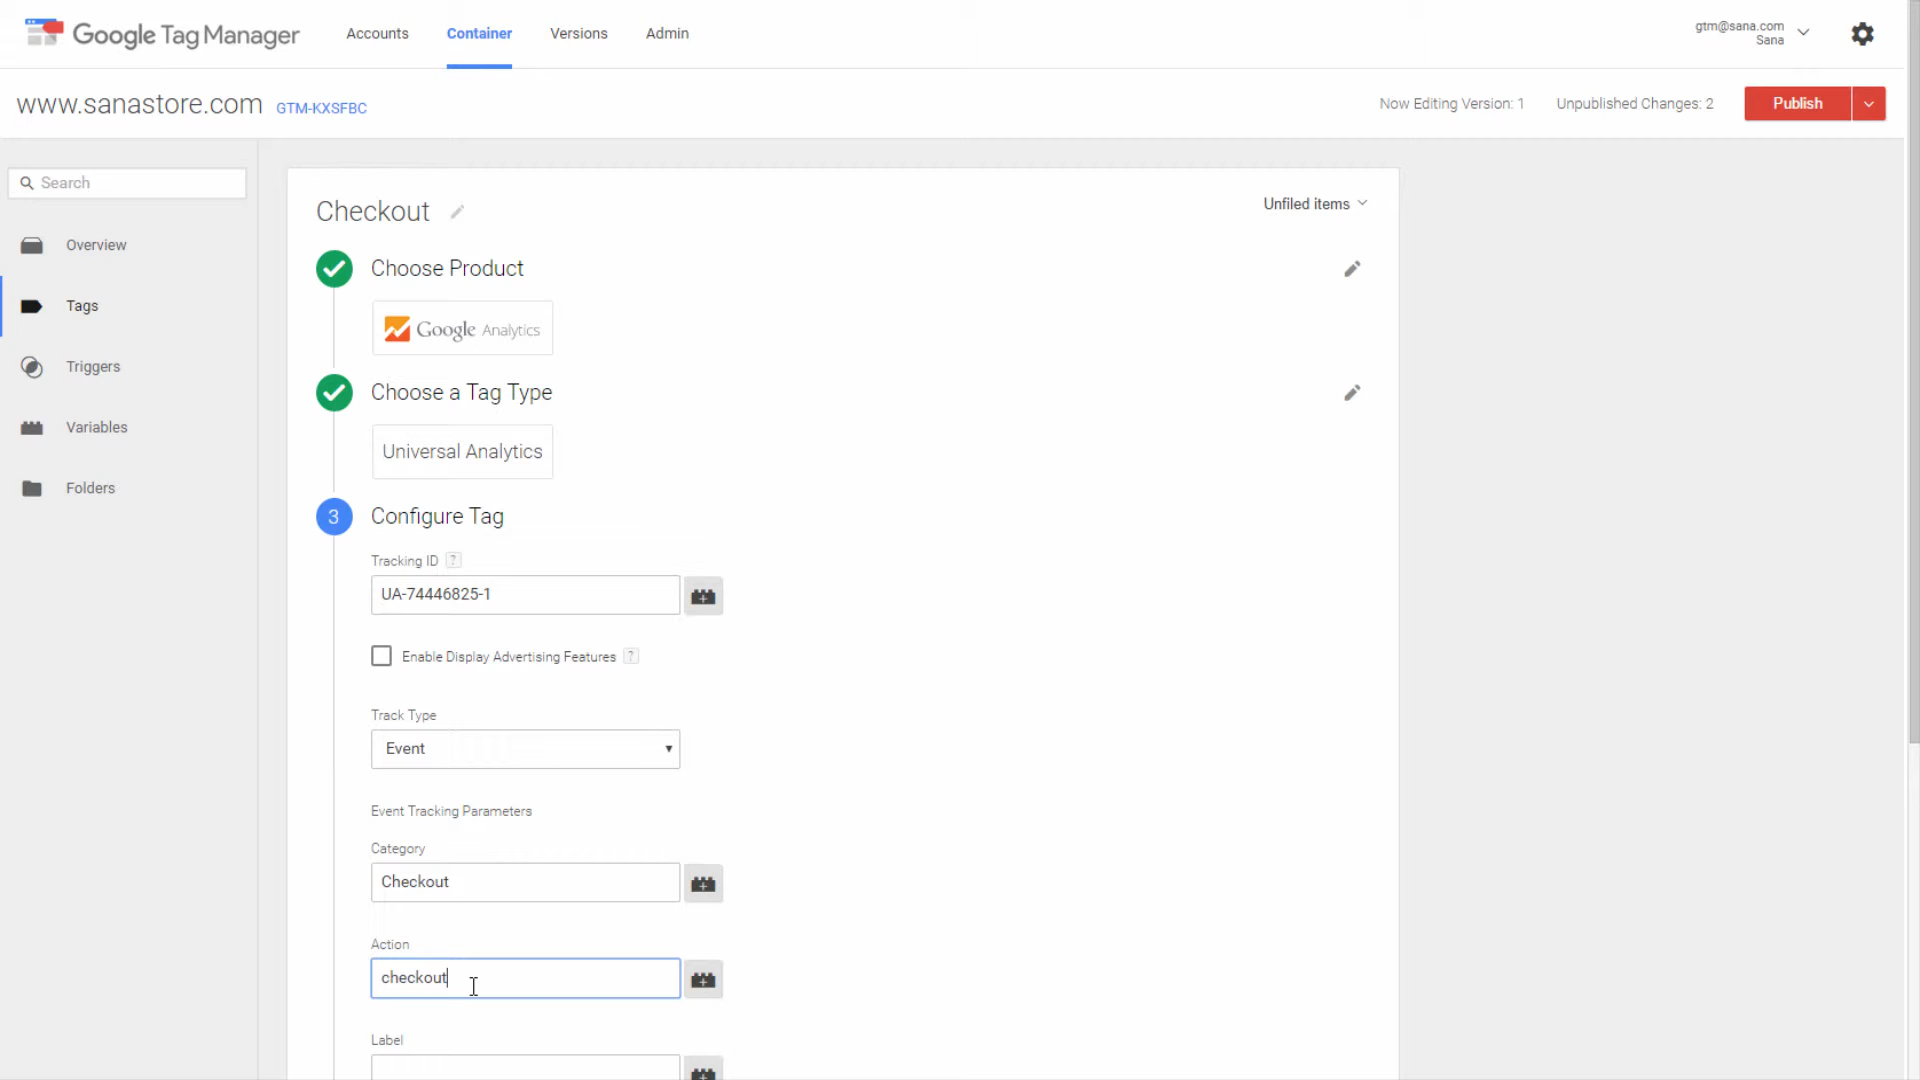 Google Tag Manager
Accounts
Container
Versions
Admin
gtm@sana.com
Sana
www.sanastore.com
GTM-KXSFBC
Now Editing Version: 1
Unpublished Changes: 2
Publish
Search
Overview
Tags
Triggers
Variables
Folders
Checkout
Unfiled items
Choose Product
Google Analytics
Choose a Tag Type
Universal Analytics
3
Configure Tag
Tracking ID ?
UA-74446825-1
Enable Display Advertising Features ?
Track Type
Event
Event Tracking Parameters
Category
Checkout
Action
checkout
Label